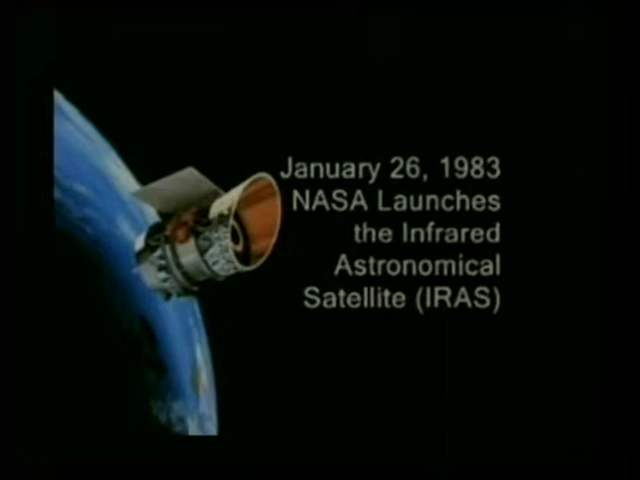 January 26, 1983
NASA Launches
the Infrared
Astronomical
Satellite (IRAS)